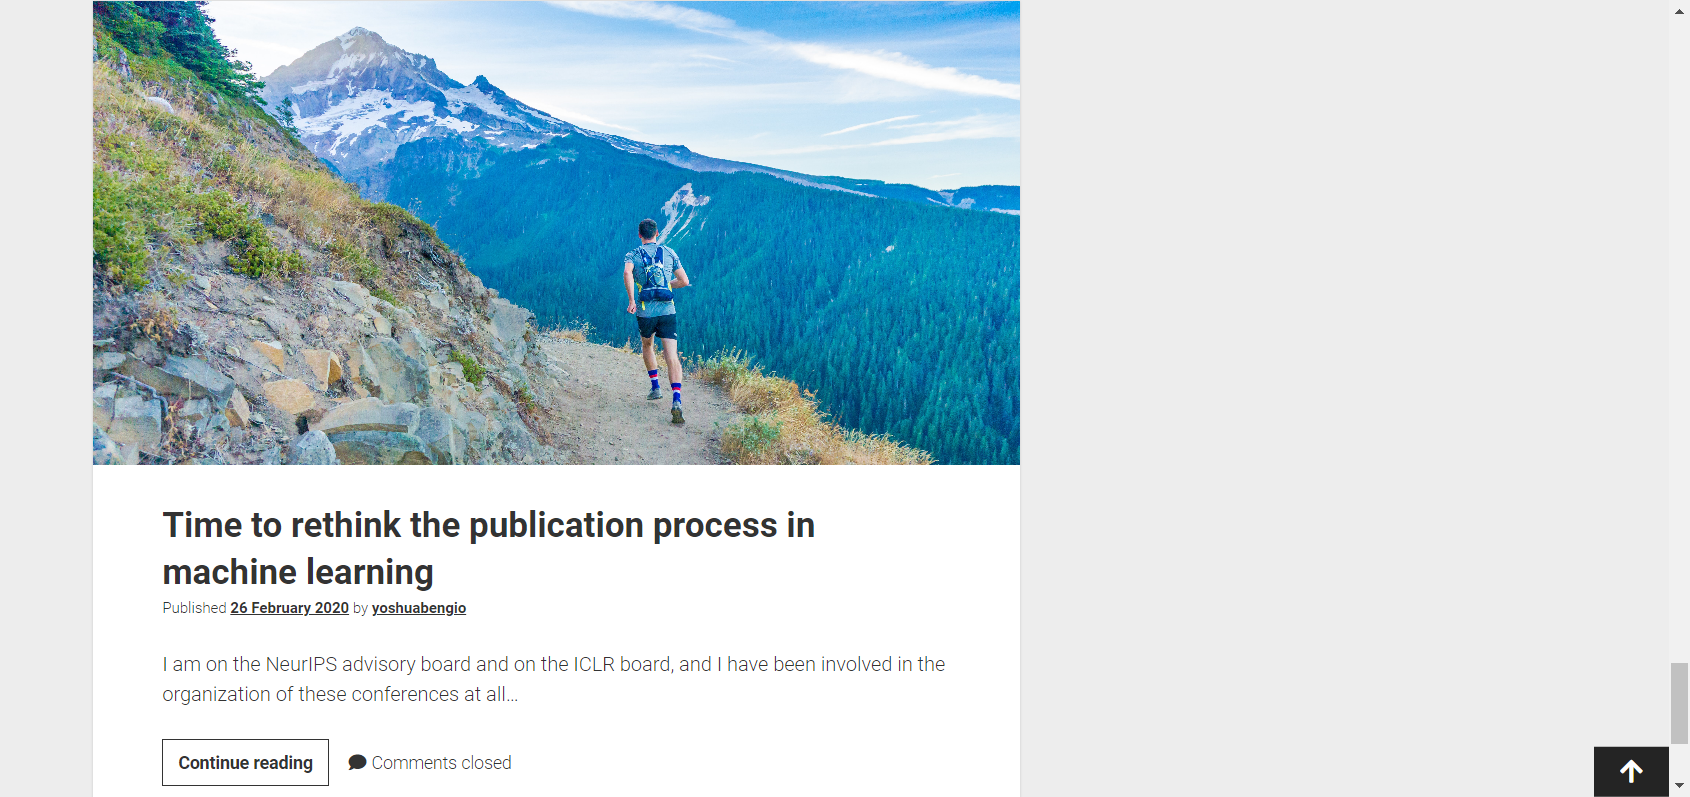 Time to rethink the publication process in
machine learning
Published 26 February 2020 by yoshuabengio
I am on the NeurIPS advisory board and on the ICLR board, and I have been involved in the
organization of these conferences at all…
Continue reading
Comments closed